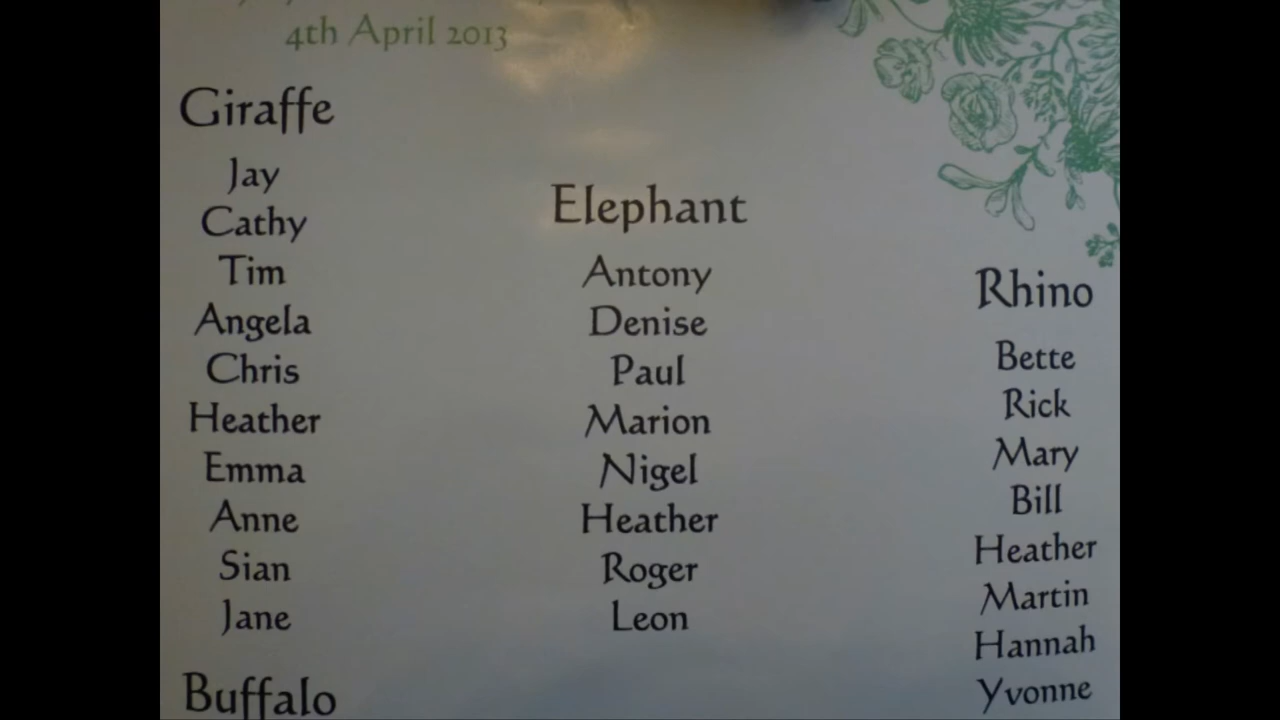 4th April 2013
Giraffe
Jay
Cathy
Tim
Angela
Chris
Heather
Emma
Anne
Sian
Jane
Buffalo
Elephant
Antony
Denise
Paul
Marion
Nigel
Heather
Roger
Leon
Rhino
Bette
Rick
Mary
Bill
Heather
Martin
Hannah
Yvonne